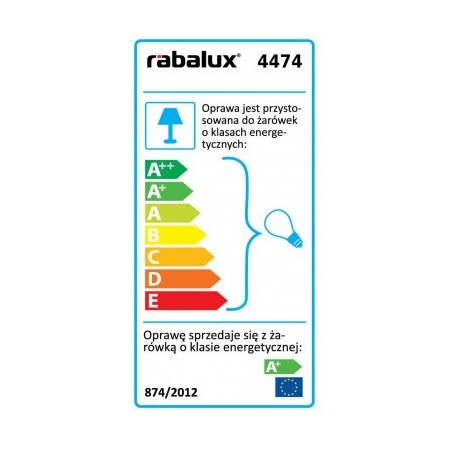 rabalux® 4474
Oprawa jest przysto-
sowana do żarówek
o klasach energe-
tycznych:
A++
A+
A
B
C
D
E
Oprawę sprzedaje się z ża-
rówką o klasie energetycznej:
A+
874/2012